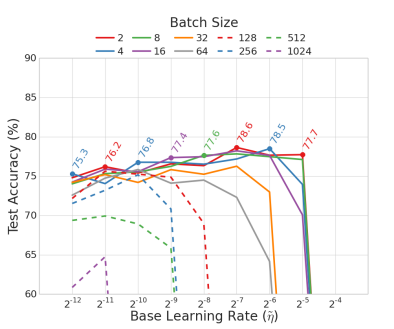 Batch Size
2 8 32 128 512
4 16 64 256 1024
90
85
80
75
70
65
60
Test Accuracy (%)
75.3
76.2
76.8
77.4
77.6
78.6
78.5
77.7
2⁻¹² 2⁻¹¹ 2⁻¹⁰ 2⁻⁹ 2⁻⁸ 2⁻⁷ 2⁻⁶ 2⁻⁵ 2⁻⁴
Base Learning Rate (η̃)